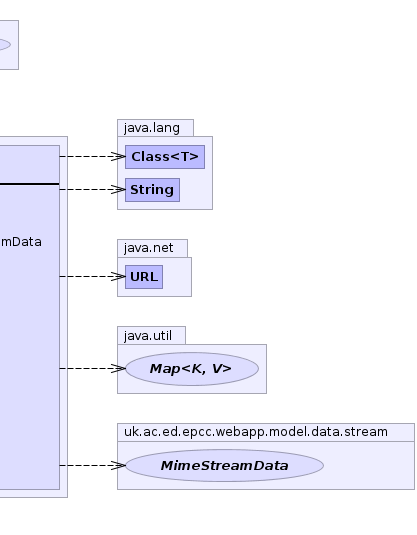 java.lang
Class<T>
String
mData
java.net
URL
java.util
Map<K, V>
uk.ac.ed.epcc.webapp.model.data.stream
MimeStreamData